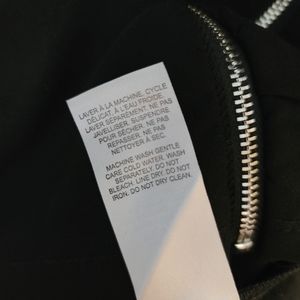 LAVER À LA MACHINE, CYCLE
DÉLICAT, À L'EAU FROIDE.
LAVER SÉPARÉMENT. NE PAS
JAVELLISER. SUSPENDRE
POUR SÉCHER. NE PAS
REPASSER. NE PAS
NETTOYER À SEC.
MACHINE WASH GENTLE
CARE COLD WATER. WASH
SEPARATELY. DO NOT
BLEACH. LINE DRY. DO NOT
IRON. DO NOT DRY CLEAN.